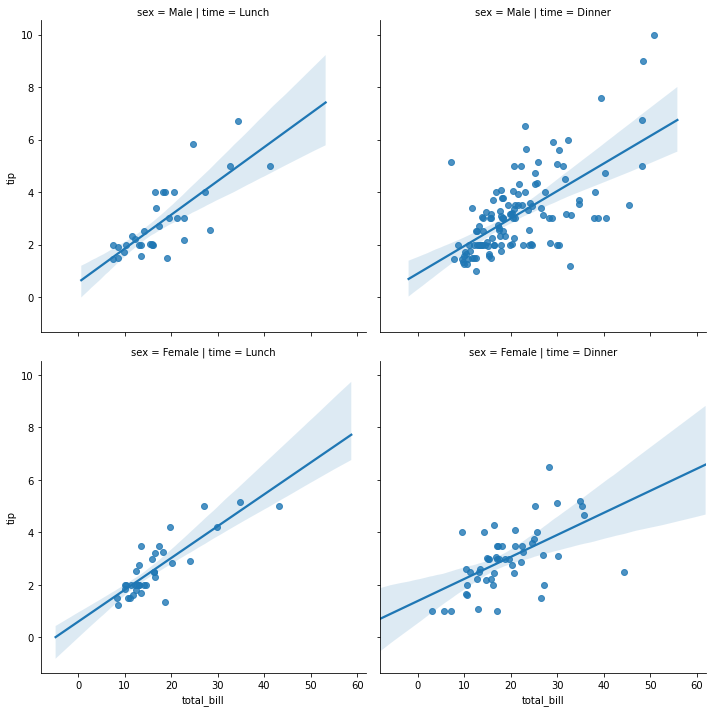 sex = Male | time = Lunch
sex = Male | time = Dinner
10
8
6
4
2
0
tip
sex = Female | time = Lunch
sex = Female | time = Dinner
10
8
6
4
2
0
tip
0 10 20 30 40 50 60
0 10 20 30 40 50 60
total_bill
total_bill